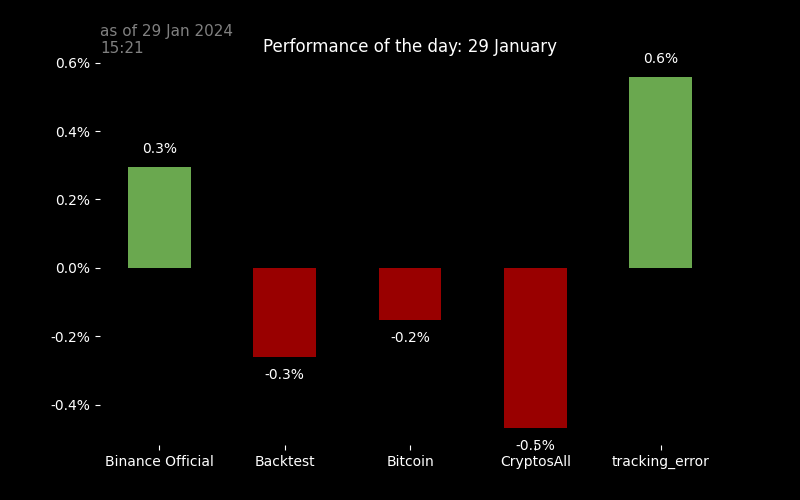 as of 29 Jan 2024
15:21
Performance of the day: 29 January
0.6%
0.4%
0.2%
0.0%
-0.2%
-0.4%
0.3%
-0.3%
-0.2%
-0.5%
0.6%
Binance Official
Backtest
Bitcoin
CryptosAll
tracking_error